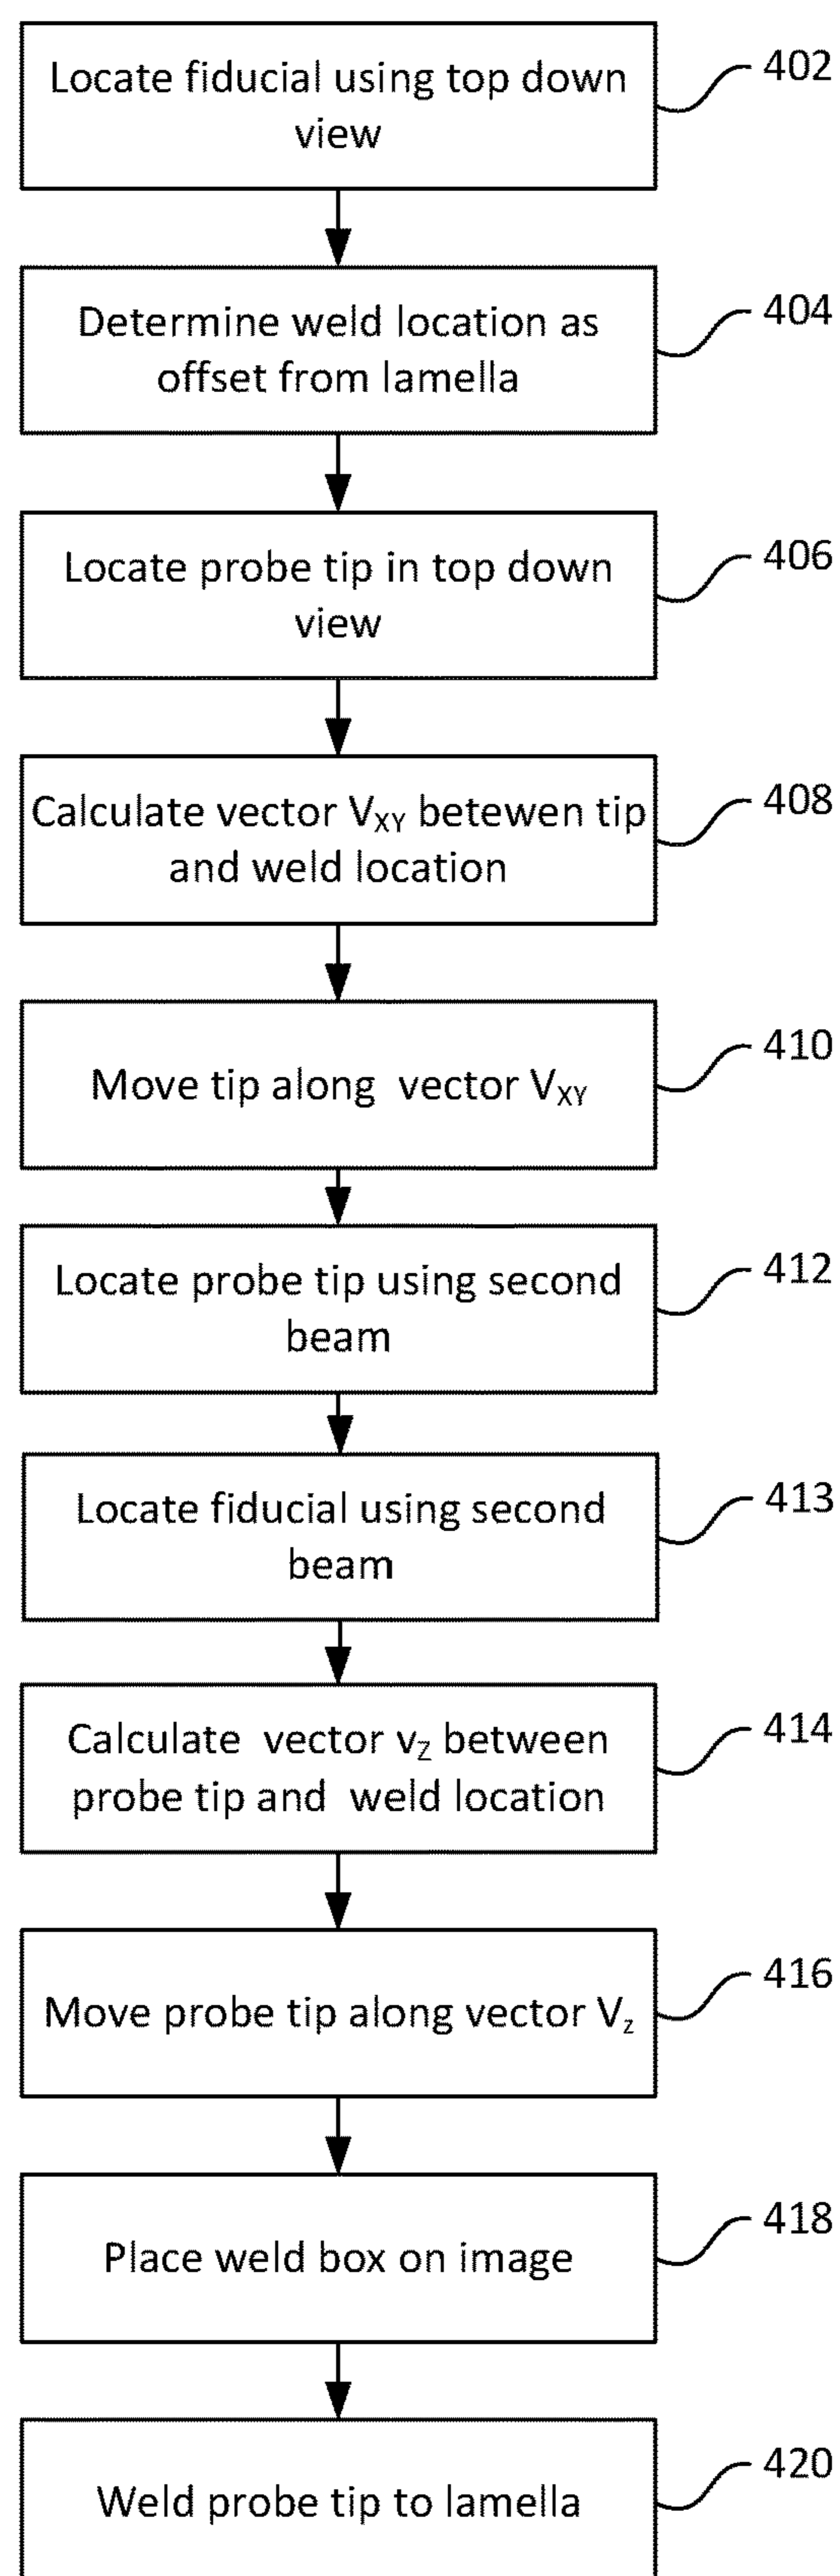 Locate fiducial using top down
view
402
Determine weld location as
offset from lamella
404
Locate probe tip in top down
view
406
Calculate vector VXY betewen tip
and weld location
408
Move tip along vector VXY
410
Locate probe tip using second
beam
412
Locate fiducial using second
beam
413
Calculate vector vZ between
probe tip and weld location
414
Move probe tip along vector Vz
416
Place weld box on image
418
Weld probe tip to lamella
420